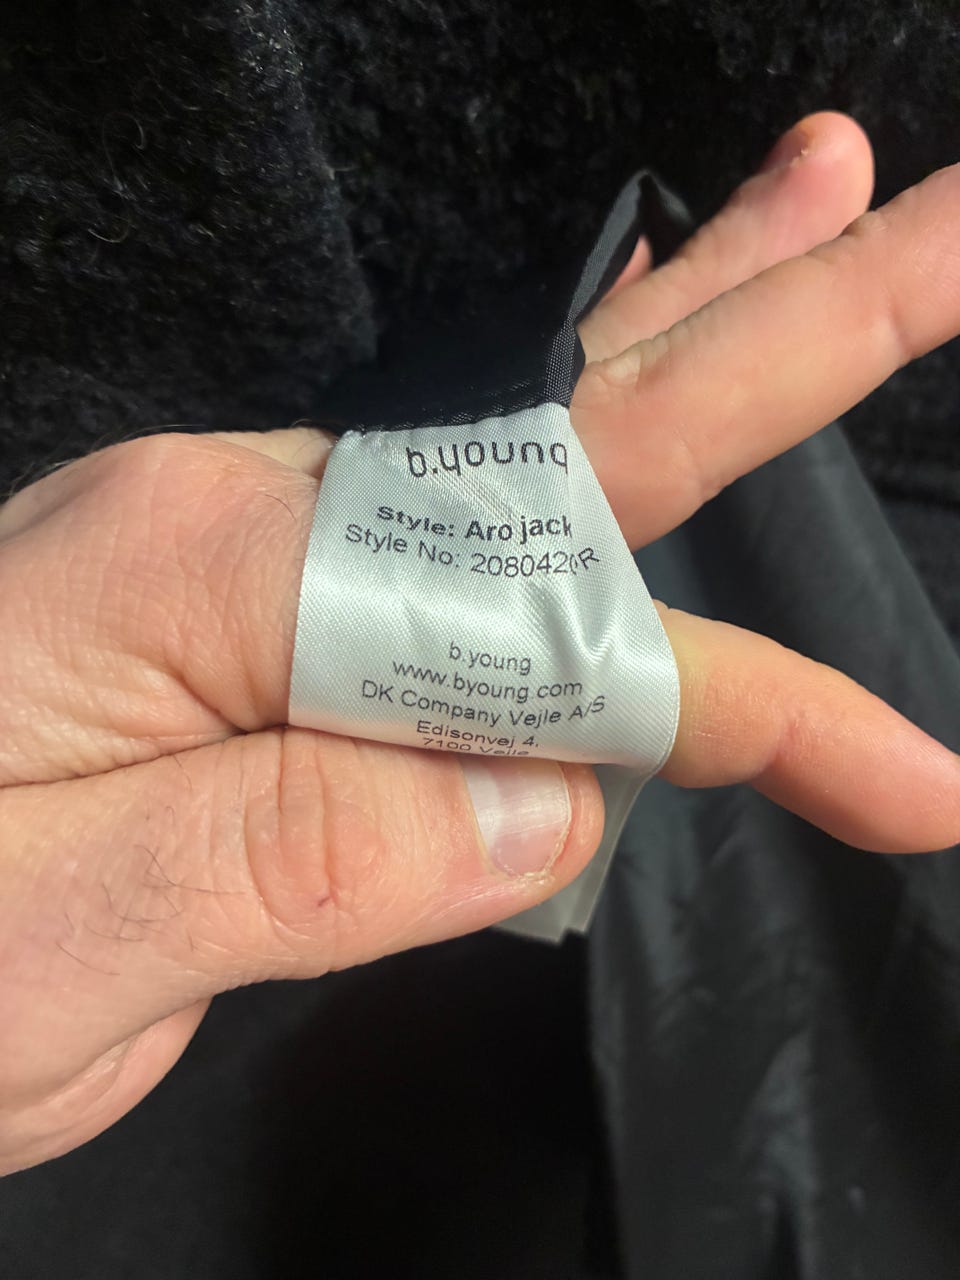 b.young
Style: Aro jack
Style No:
b.young
www.byoung.com
DK Company Vejle A/S
Edisonvej 4,
7100 Vejle